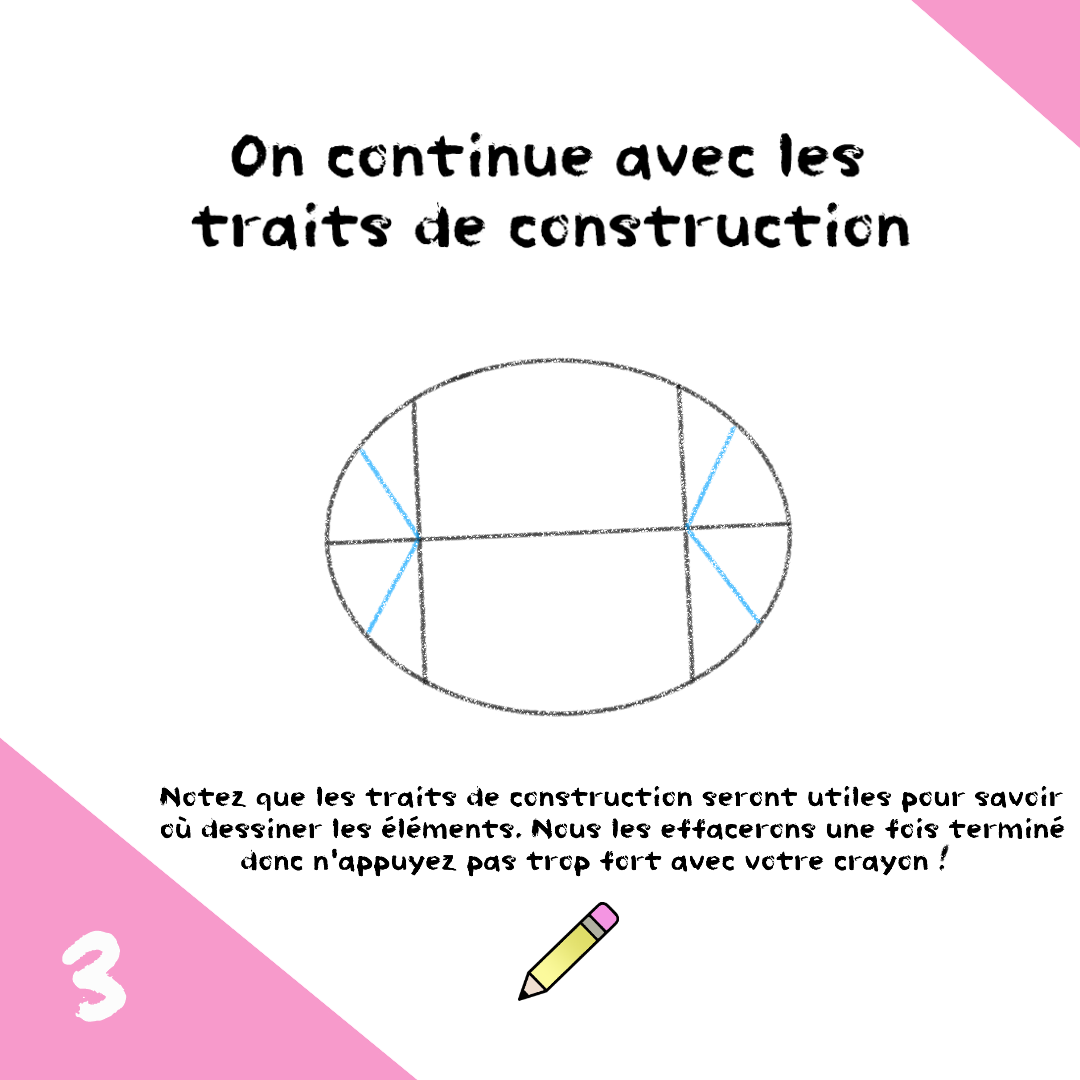 On continue avec les
traits de construction
Notez que les traits de construction seront utiles pour savoir
où dessiner les éléments. Nous les effacerons une fois terminé
donc n'appuyez pas trop fort avec votre crayon !
3